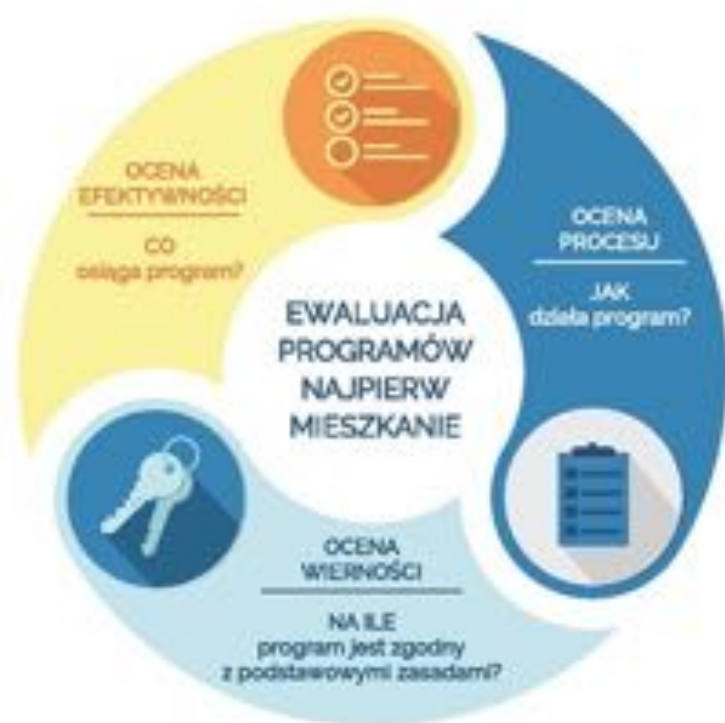 OCENA
EFEKTYWNOŚCI
CO
osiąga program?
OCENA
PROCESU
JAK
działa program?
EWALUACJA
PROGRAMÓW
NAJPIERW
MIESZKANIE
OCENA
WIERNOŚCI
NA ILE
program jest zgodny
z podstawowymi zasadami?